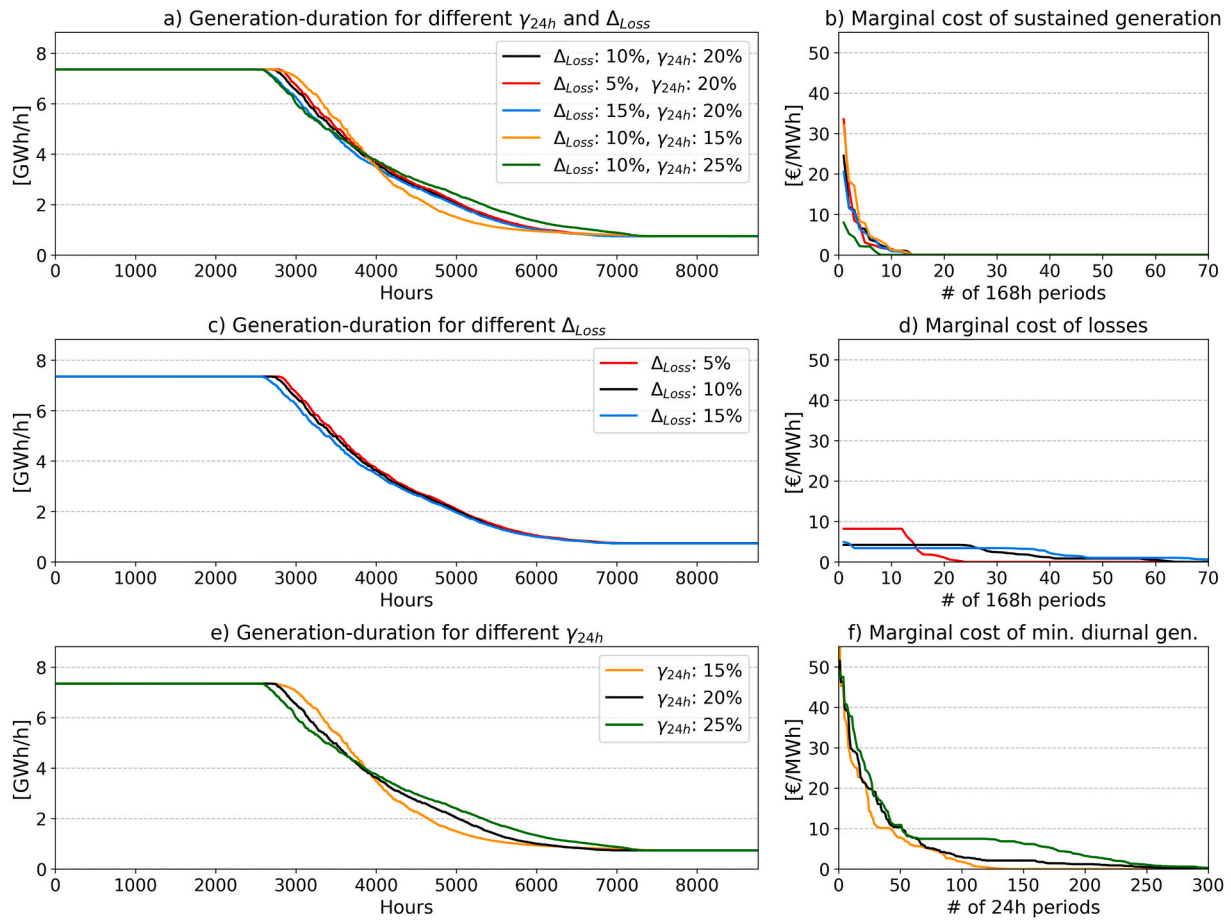 a) Generation-duration for different γ24h and ΔLoss
[GWh/h]
8
6
4
2
0
ΔLoss: 10%, γ24h: 20%
ΔLoss: 5%, γ24h: 20%
ΔLoss: 15%, γ24h: 20%
ΔLoss: 10%, γ24h: 15%
ΔLoss: 10%, γ24h: 25%
0 1000 2000 3000 4000 5000 6000 7000 8000
Hours
b) Marginal cost of sustained generation
[€/MWh]
50
40
30
20
10
0
0 10 20 30 40 50 60 70
# of 168h periods
c) Generation-duration for different ΔLoss
[GWh/h]
8
6
4
2
0
ΔLoss: 5%
ΔLoss: 10%
ΔLoss: 15%
0 1000 2000 3000 4000 5000 6000 7000 8000
Hours
d) Marginal cost of losses
[€/MWh]
50
40
30
20
10
0
0 10 20 30 40 50 60 70
# of 168h periods
e) Generation-duration for different γ24h
[GWh/h]
8
6
4
2
0
γ24h: 15%
γ24h: 20%
γ24h: 25%
0 1000 2000 3000 4000 5000 6000 7000 8000
Hours
f) Marginal cost of min. diurnal gen.
[€/MWh]
50
40
30
20
10
0
0 50 100 150 200 250 300
# of 24h periods